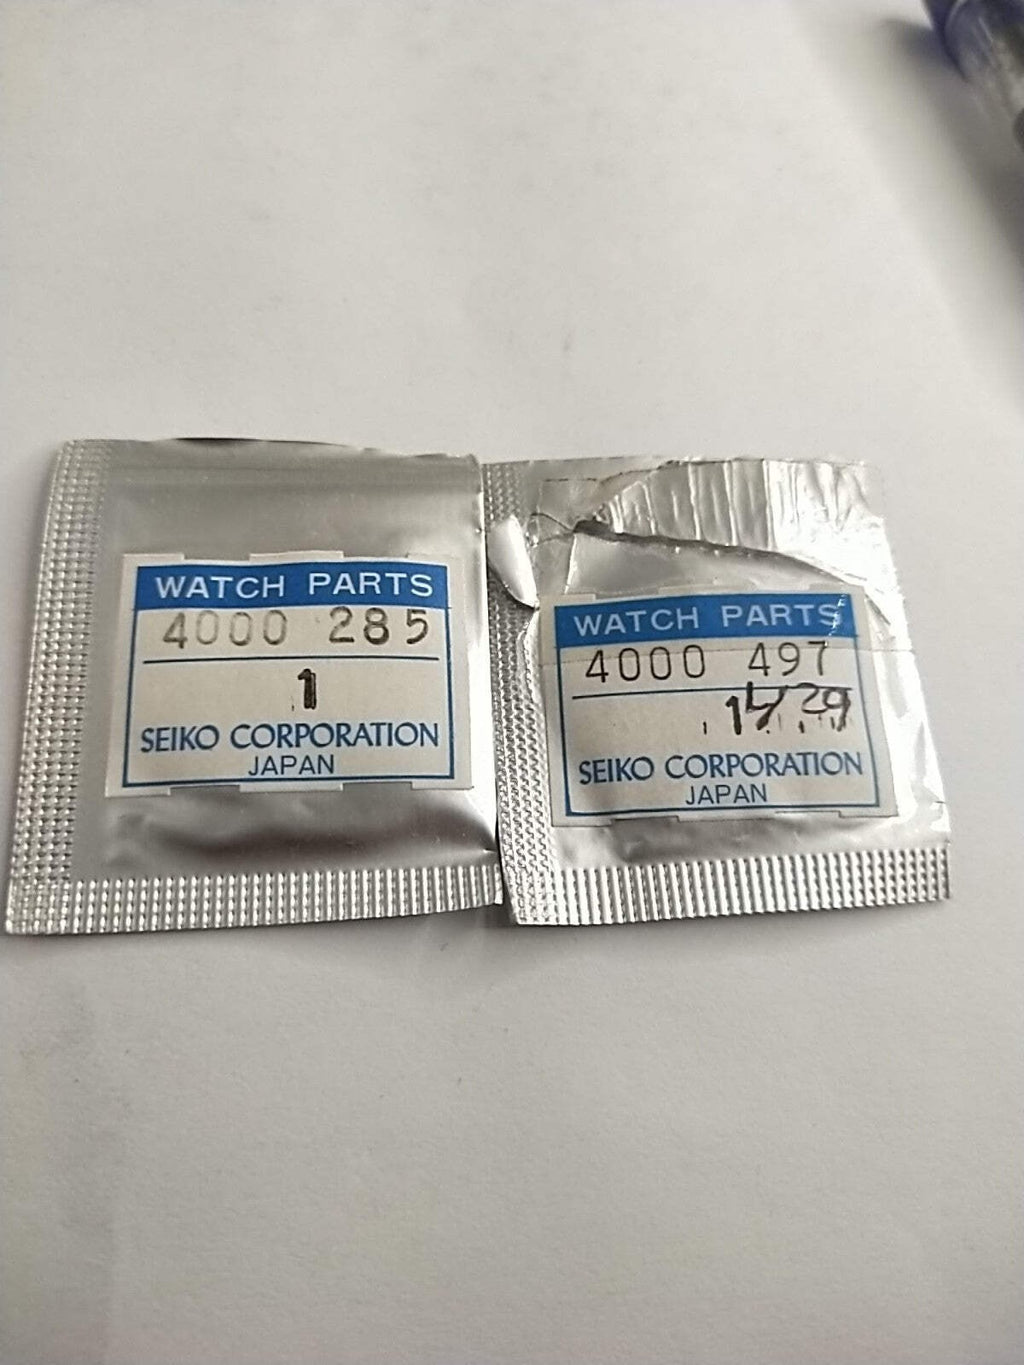 WATCH PARTS
4000 285
1
SEIKO CORPORATION
JAPAN
WATCH PARTS
4000 497
SEIKO CORPORATION
JAPAN